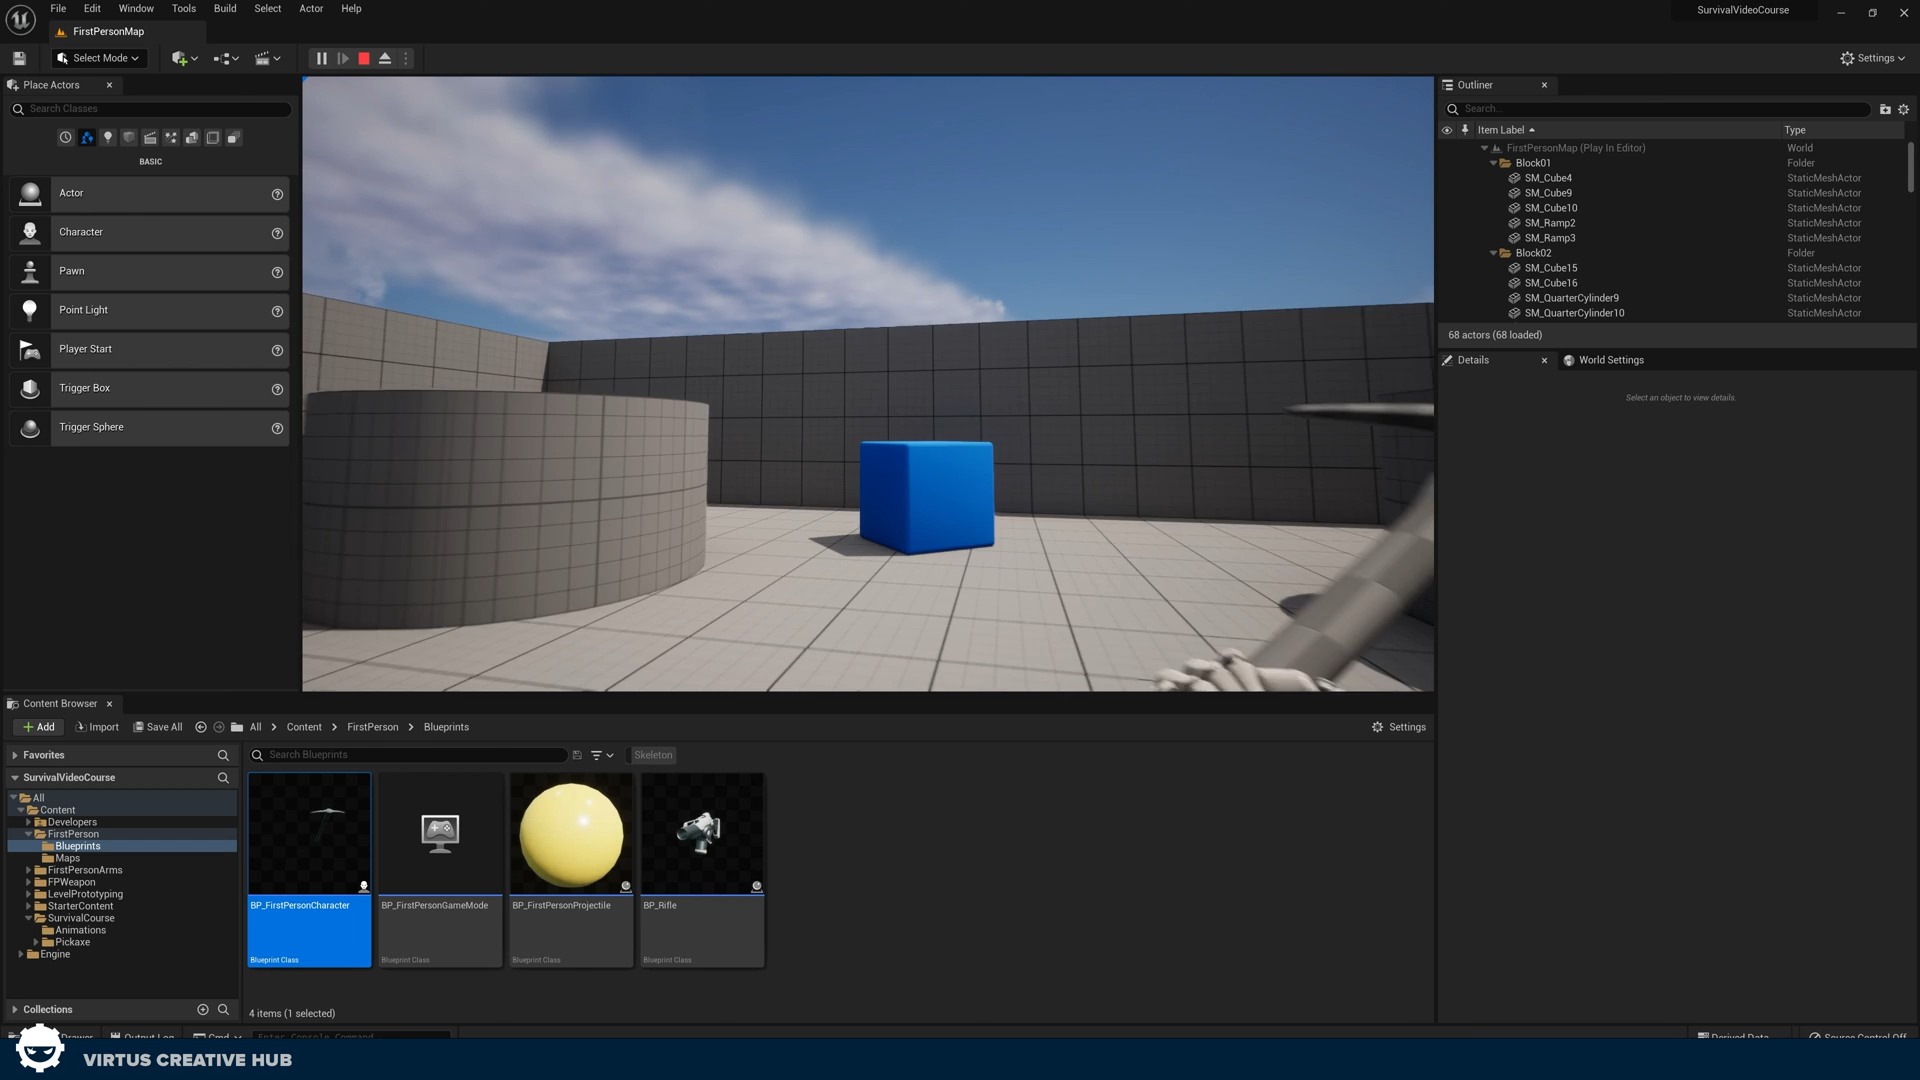 File Edit Window Tools Build Select Actor Help
SurvivalVideoCourse
FirstPersonMap
Select Mode
Settings
Place Actors
Search Classes
BASIC
Actor
Character
Pawn
Point Light
Player Start
Trigger Box
Trigger Sphere
Outliner
Search...
Item Label Type
FirstPersonMap (Play In Editor) World
Block01 Folder
SM_Cube4 StaticMeshActor
SM_Cube9 StaticMeshActor
SM_Cube10 StaticMeshActor
SM_Ramp2 StaticMeshActor
SM_Ramp3 StaticMeshActor
Block02 Folder
SM_Cube15 StaticMeshActor
SM_Cube16 StaticMeshActor
SM_QuarterCylinder9 StaticMeshActor
SM_QuarterCylinder10 StaticMeshActor
68 actors (68 loaded)
Details World Settings
Select an object to view details.
Content Browser
Add Import Save All All Content FirstPerson Blueprints Settings
Favorites
SurvivalVideoCourse
All
Content
Developers
FirstPerson
Blueprints
Maps
FirstPersonArms
FPWeapon
LevelPrototyping
StarterContent
SurvivalCourse
Animations
Pickaxe
Engine
Collections
Search Blueprints Skeleton
BP_FirstPersonCharacter
Blueprint Class
BP_FirstPersonGameMode
Blueprint Class
BP_FirstPersonProjectile
Blueprint Class
BP_Rifle
Blueprint Class
4 items (1 selected)
Drawer Output Log Cmd Enter Console Command Derived Data Source Control Off
VIRTUS CREATIVE HUB